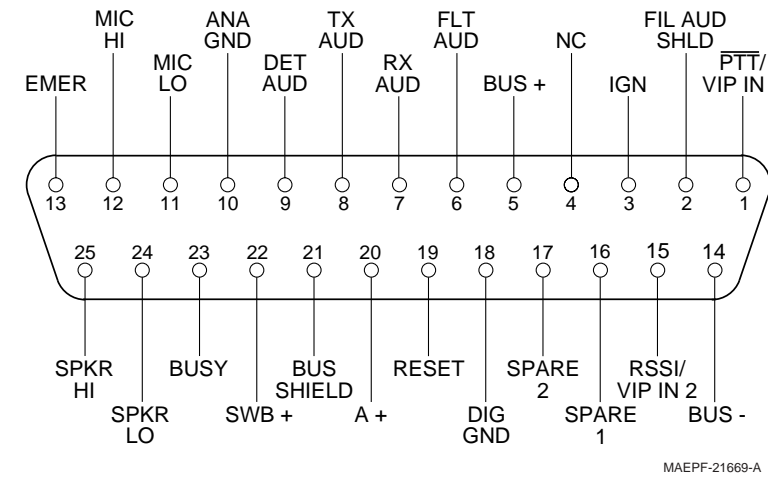 MIC
HI
ANA
GND
TX
AUD
FLT
AUD
NC
FIL AUD
SHLD
EMER
MIC
LO
DET
AUD
RX
AUD
BUS +
IGN
PTT/
VIP IN
13 12 11 10 9 8 7 6 5 4 3 2 1
25 24 23 22 21 20 19 18 17 16 15 14
SPKR
HI
BUSY
BUS
SHIELD
RESET
SPARE
2
RSSI/
VIP IN 2
SPKR
LO
SWB +
A +
DIG
GND
SPARE
1
BUS -
MAEPF-21669-A